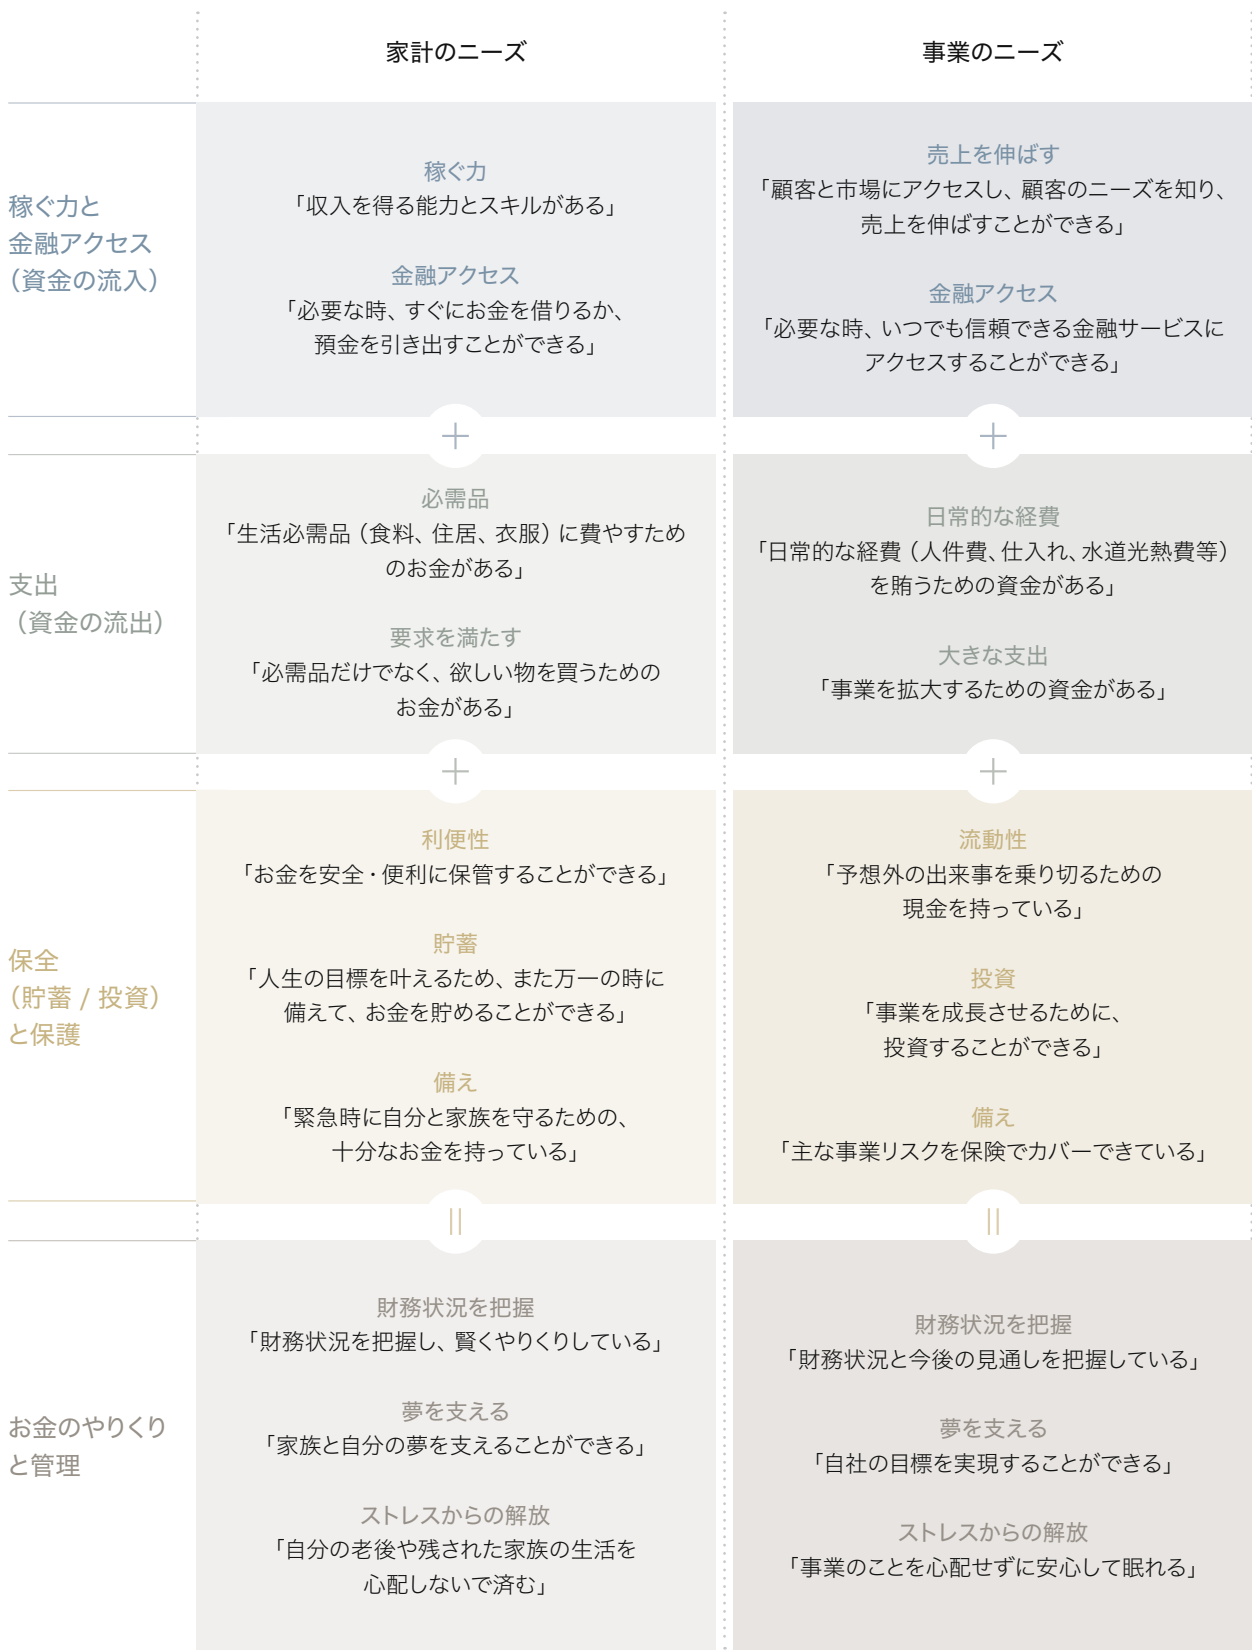 家計のニーズ
事業のニーズ
稼ぐ力と
金融アクセス
（資金の流入）
稼ぐ力
「収入を得る能力とスキルがある」
金融アクセス
「必要な時、すぐにお金を借りるか、
預金を引き出すことができる」
売上を伸ばす
「顧客と市場にアクセスし、顧客のニーズを知り、
売上を伸ばすことができる」
金融アクセス
「必要な時、いつでも信頼できる金融サービスに
アクセスすることができる」
+
+
支出
（資金の流出）
必需品
「生活必需品（食料、住居、衣服）に費やすため
のお金がある」
要求を満たす
「必需品だけでなく、欲しい物を買うための
お金がある」
日常的な経費
「日常的な経費（人件費、仕入れ、水道光熱費等）
を賄うための資金がある」
大きな支出
「事業を拡大するための資金がある」
+
+
保全
（貯蓄 / 投資）
と保護
利便性
「お金を安全・便利に保管することができる」
貯蓄
「人生の目標を叶えるため、また万一の時に
備えて、お金を貯めることができる」
備え
「緊急時に自分と家族を守るための、
十分なお金を持っている」
流動性
「予想外の出来事を乗り切るための
現金を持っている」
投資
「事業を成長させるために、
投資することができる」
備え
「主な事業リスクを保険でカバーできている」
||
||
お金のやりくり
と管理
財務状況を把握
「財務状況を把握し、賢くやりくりしている」
夢を支える
「家族と自分の夢を支えることができる」
ストレスからの解放
「自分の老後や残された家族の生活を
心配しないで済む」
財務状況を把握
「財務状況と今後の見通しを把握している」
夢を支える
「自社の目標を実現することができる」
ストレスからの解放
「事業のことを心配せずに安心して眠れる」